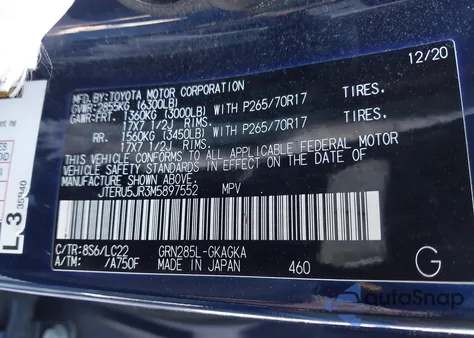 12/20
MFD.BY:TOYOTA MOTOR CORPORATION
GVWR:2855KG (6300LB)
GAWR:FRT. 1360KG (3000LB) WITH P265/70R17 TIRES,
17X7 1/2J RIMS,
RR. 1560KG (3450LB) WITH P265/70R17 TIRES,
17X7 1/2J RIMS,
THIS VEHICLE CONFORMS TO ALL APPLICABLE FEDERAL MOTOR
VEHICLE SAFETY STANDARDS IN EFFECT ON THE DATE OF
MANUFACTURE SHOWN ABOVE.
JTERU5JR3M5897552 MPV
C/TR:8S6/LC22 GRN285L-GKAGKA
A/TM: /A750F MADE IN JAPAN 460 G
L3 35940
autoSnap